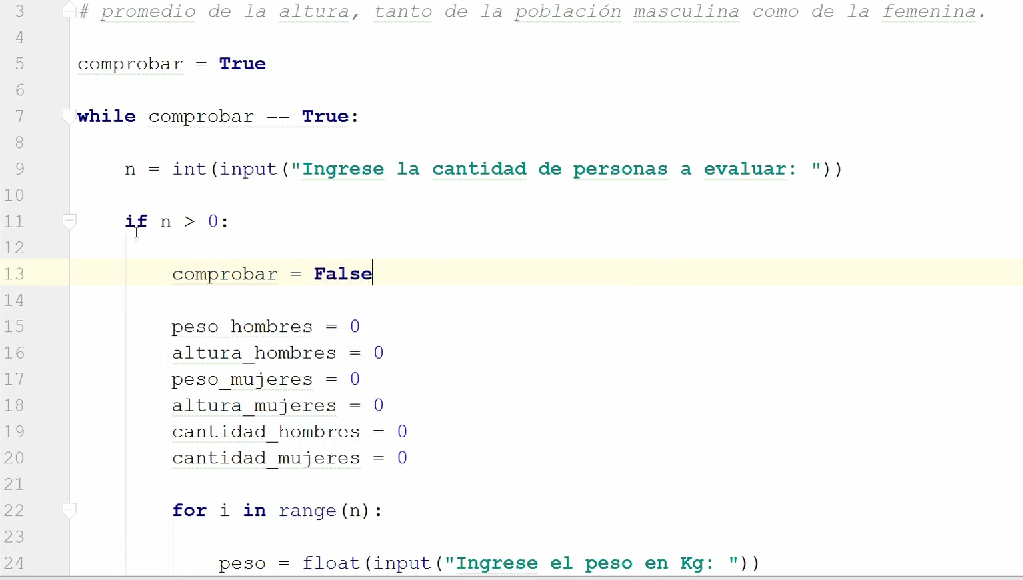 3 # promedio de la altura, tanto de la población masculina como de la femenina.
4
5 comprobar = True
6
7 while comprobar == True:
8
9 n = int(input("Ingrese la cantidad de personas a evaluar: "))
10
11 if n > 0:
12
13 comprobar = False
14
15 peso_hombres = 0
16 altura_hombres = 0
17 peso_mujeres = 0
18 altura_mujeres = 0
19 cantidad_hombres = 0
20 cantidad_mujeres = 0
21
22 for i in range(n):
23
24 peso = float(input("Ingrese el peso en Kg: "))